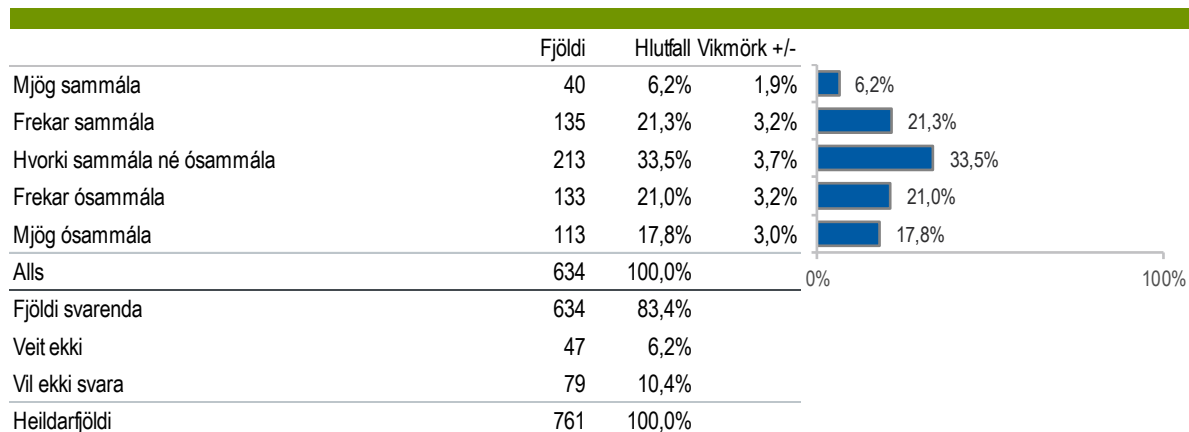 Fjöldi Hlutfall Vikmörk +/-
Mjög sammála 40 6,2% 1,9% 6,2%
Frekar sammála 135 21,3% 3,2% 21,3%
Hvorki sammála né ósammála 213 33,5% 3,7% 33,5%
Frekar ósammála 133 21,0% 3,2% 21,0%
Mjög ósammála 113 17,8% 3,0% 17,8%
Alls 634 100,0% 0% 100%
Fjöldi svarenda 634 83,4%
Veit ekki 47 6,2%
Vil ekki svara 79 10,4%
Heildarfjöldi 761 100,0%